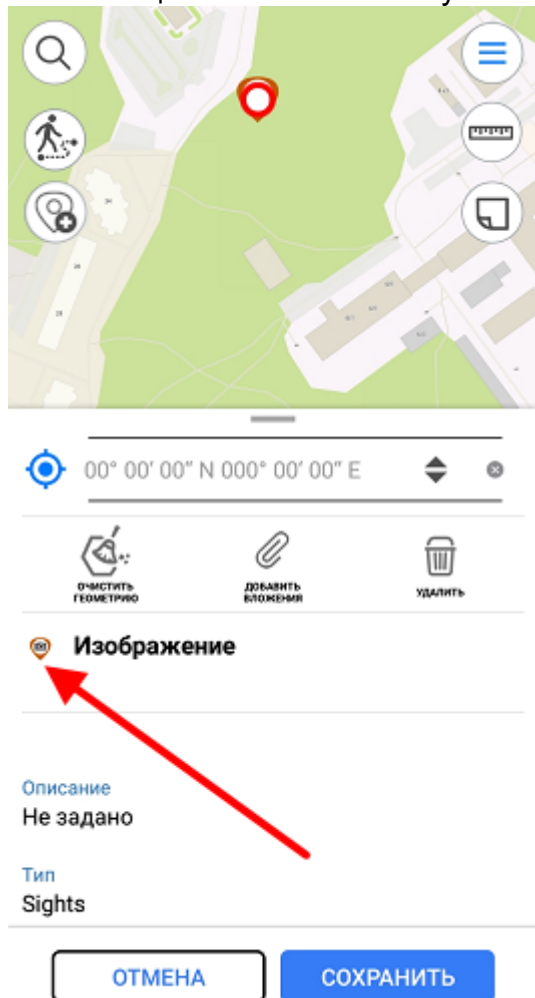 00° 00′ 00″ N 000° 00′ 00″ E
ОЧИСТИТЬ
ГЕОМЕТРИЮ
ДОБАВИТЬ
ВЛОЖЕНИЯ
УДАЛИТЬ
Изображение
Описание
Не задано
Тип
Sights
ОТМЕНА
СОХРАНИТЬ